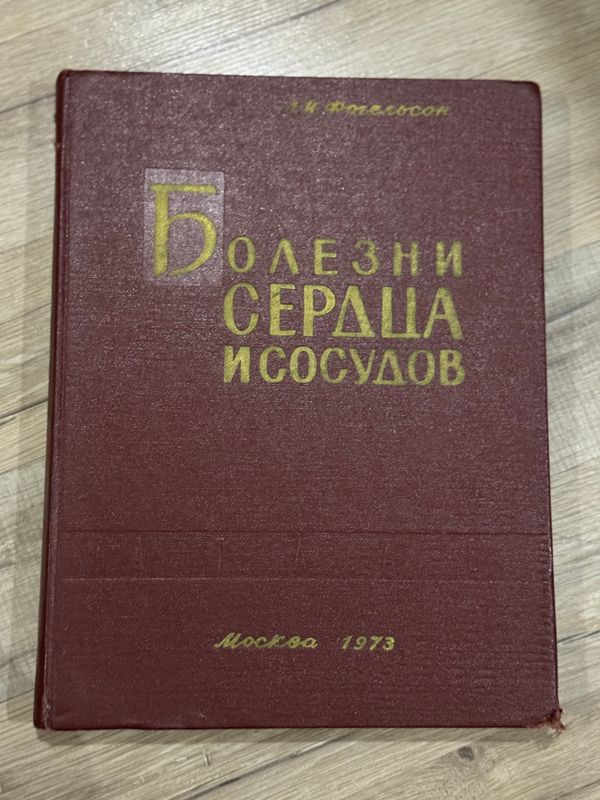 Л.И. Фогельсон
Болезни
СЕРДЦА
И СОСУДОВ
Москва 1973